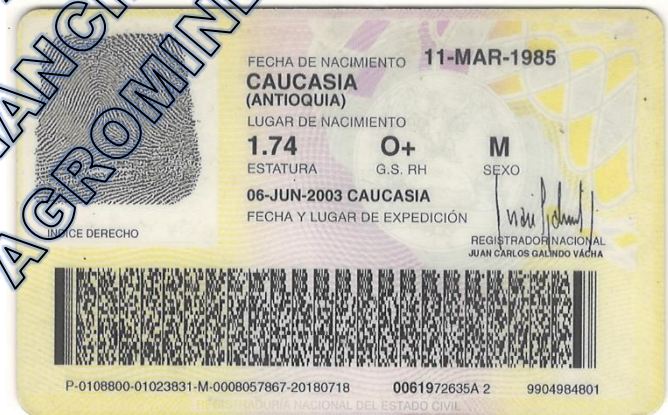 FECHA DE NACIMIENTO 11-MAR-1985
CAUCASIA
(ANTIOQUIA)
LUGAR DE NACIMIENTO
1.74 O+ M
ESTATURA G.S. RH SEXO
06-JUN-2003 CAUCASIA
FECHA Y LUGAR DE EXPEDICIÓN
INDICE DERECHO
REGISTRADOR NACIONAL
JUAN CARLOS GALINDO VÁCHA
P-0108800-01023831-M-0008057867-20180718 0061972635A 2 9904984801
REGISTRADURÍA NACIONAL DEL ESTADO CIVIL